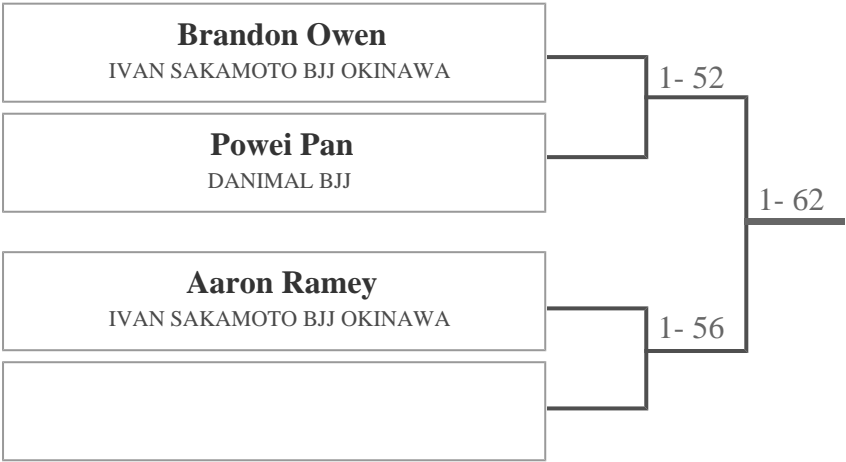 Brandon Owen
IVAN SAKAMOTO BJJ OKINAWA
1- 52
Powei Pan
DANIMAL BJJ
1- 62
Aaron Ramey
IVAN SAKAMOTO BJJ OKINAWA
1- 56